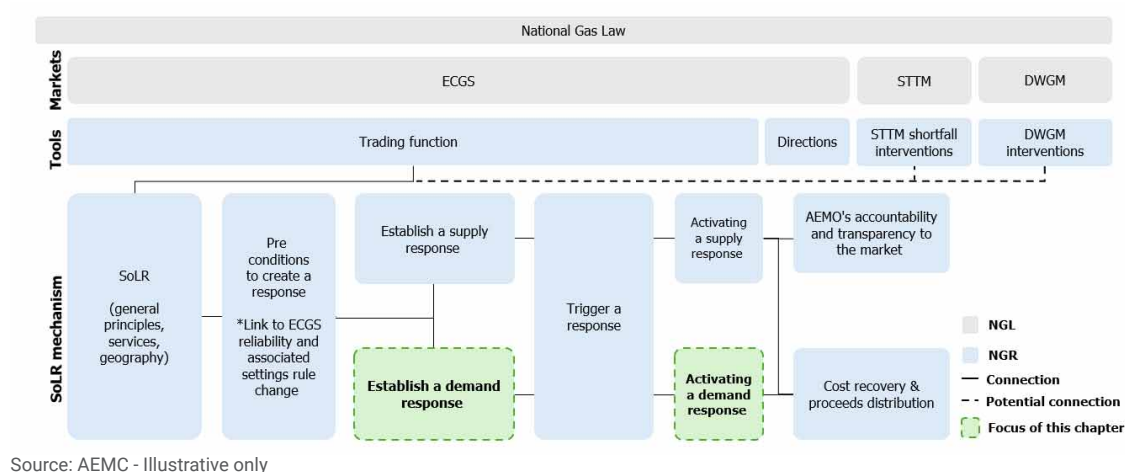 National Gas Law
Markets
ECGS
STTM
DWGM
Tools
Trading function
Directions
STTM shortfall
interventions
DWGM
interventions
SoLR mechanism
SoLR
(general
principles,
services,
geography)
Pre
conditions
to create a
response
*Link to ECGS
reliability and
associated
settings rule
change
Establish a supply
response
Establish a demand
response
Trigger a
response
Activating
a supply
response
Activating
a demand
response
AEMO's accountability
and transparency to
the market
Cost recovery &
proceeds distribution
NGL
NGR
Connection
Potential connection
Focus of this chapter
Source: AEMC - Illustrative only